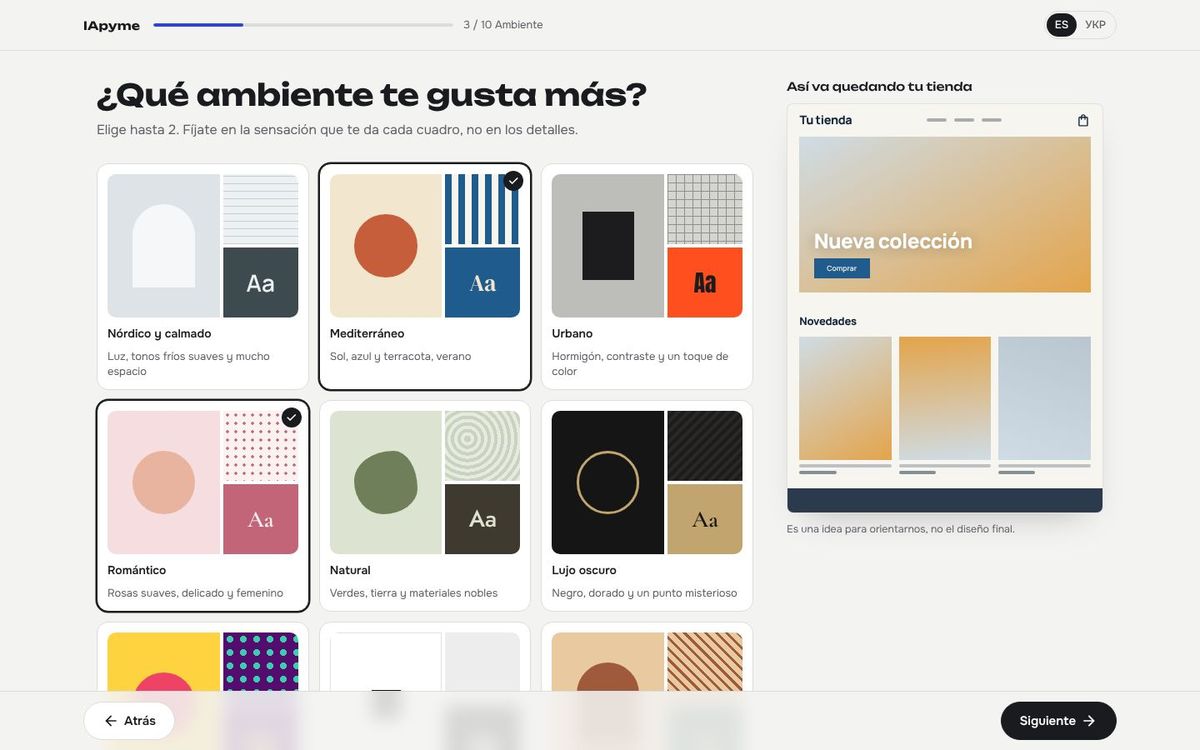 IApyme
3 / 10 Ambiente
ES
УКР
¿Qué ambiente te gusta más?
Elige hasta 2. Fíjate en la sensación que te da cada cuadro, no en los detalles.
Aa
Nórdico y calmado
Luz, tonos fríos suaves y mucho
espacio
Aa
Mediterráneo
Sol, azul y terracota, verano
Aa
Urbano
Hormigón, contraste y un toque de
color
Aa
Romántico
Rosas suaves, delicado y femenino
Aa
Natural
Verdes, tierra y materiales nobles
Aa
Lujo oscuro
Negro, dorado y un punto misterioso
Así va quedando tu tienda
Tu tienda
Nueva colección
Comprar
Novedades
Es una idea para orientarnos, no el diseño final.
Atrás
Siguiente